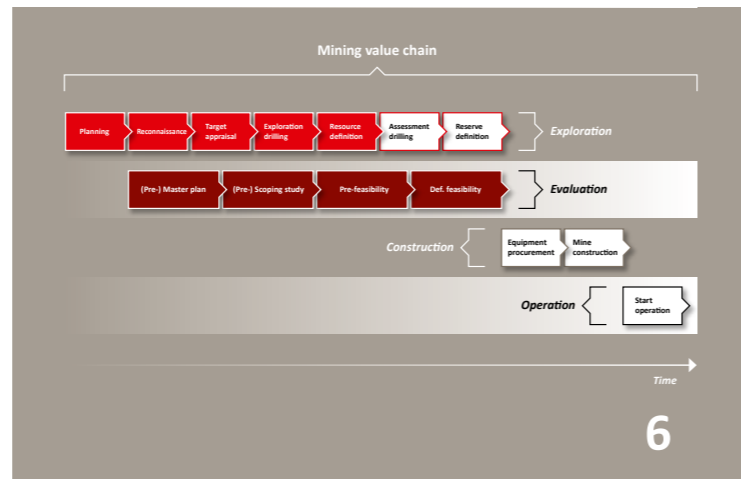 Mining value chain
Planning
Reconnaissance
Target
appraisal
Exploration
drilling
Resource
definition
Assessment
drilling
Reserve
definition
Exploration
(Pre-) Master plan
(Pre-) Scoping study
Pre-feasibility
Def. feasibility
Evaluation
Construction
Equipment
procurement
Mine
construction
Operation
Start
operation
Time
6